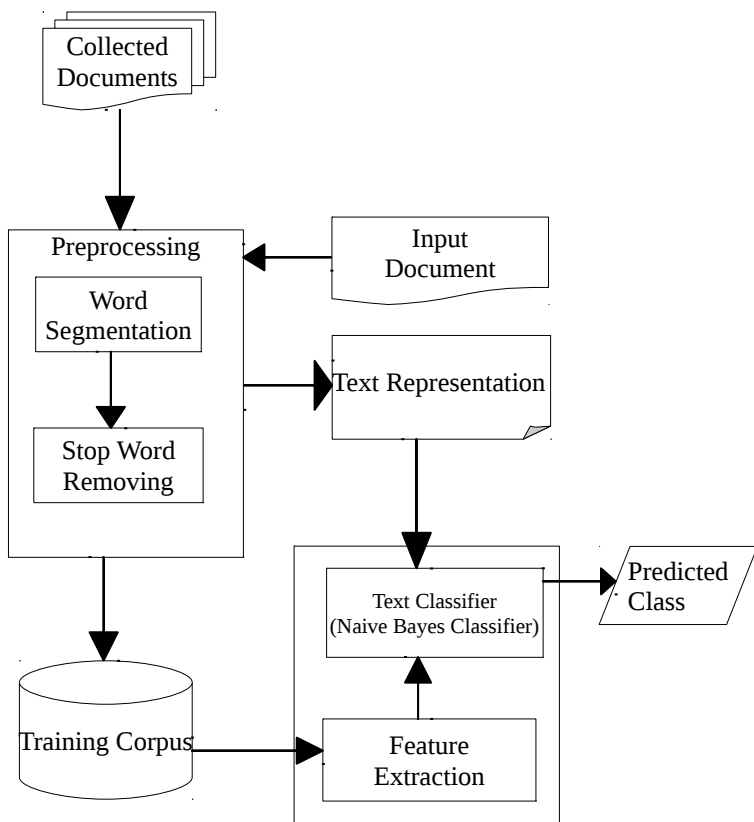 Collected
Documents
Preprocessing
Input
Document
Word
Segmentation
Text Representation
Stop Word
Removing
Predicted
Class
Text Classifier
(Naive Bayes Classifier)
Training Corpus
Feature
Extraction